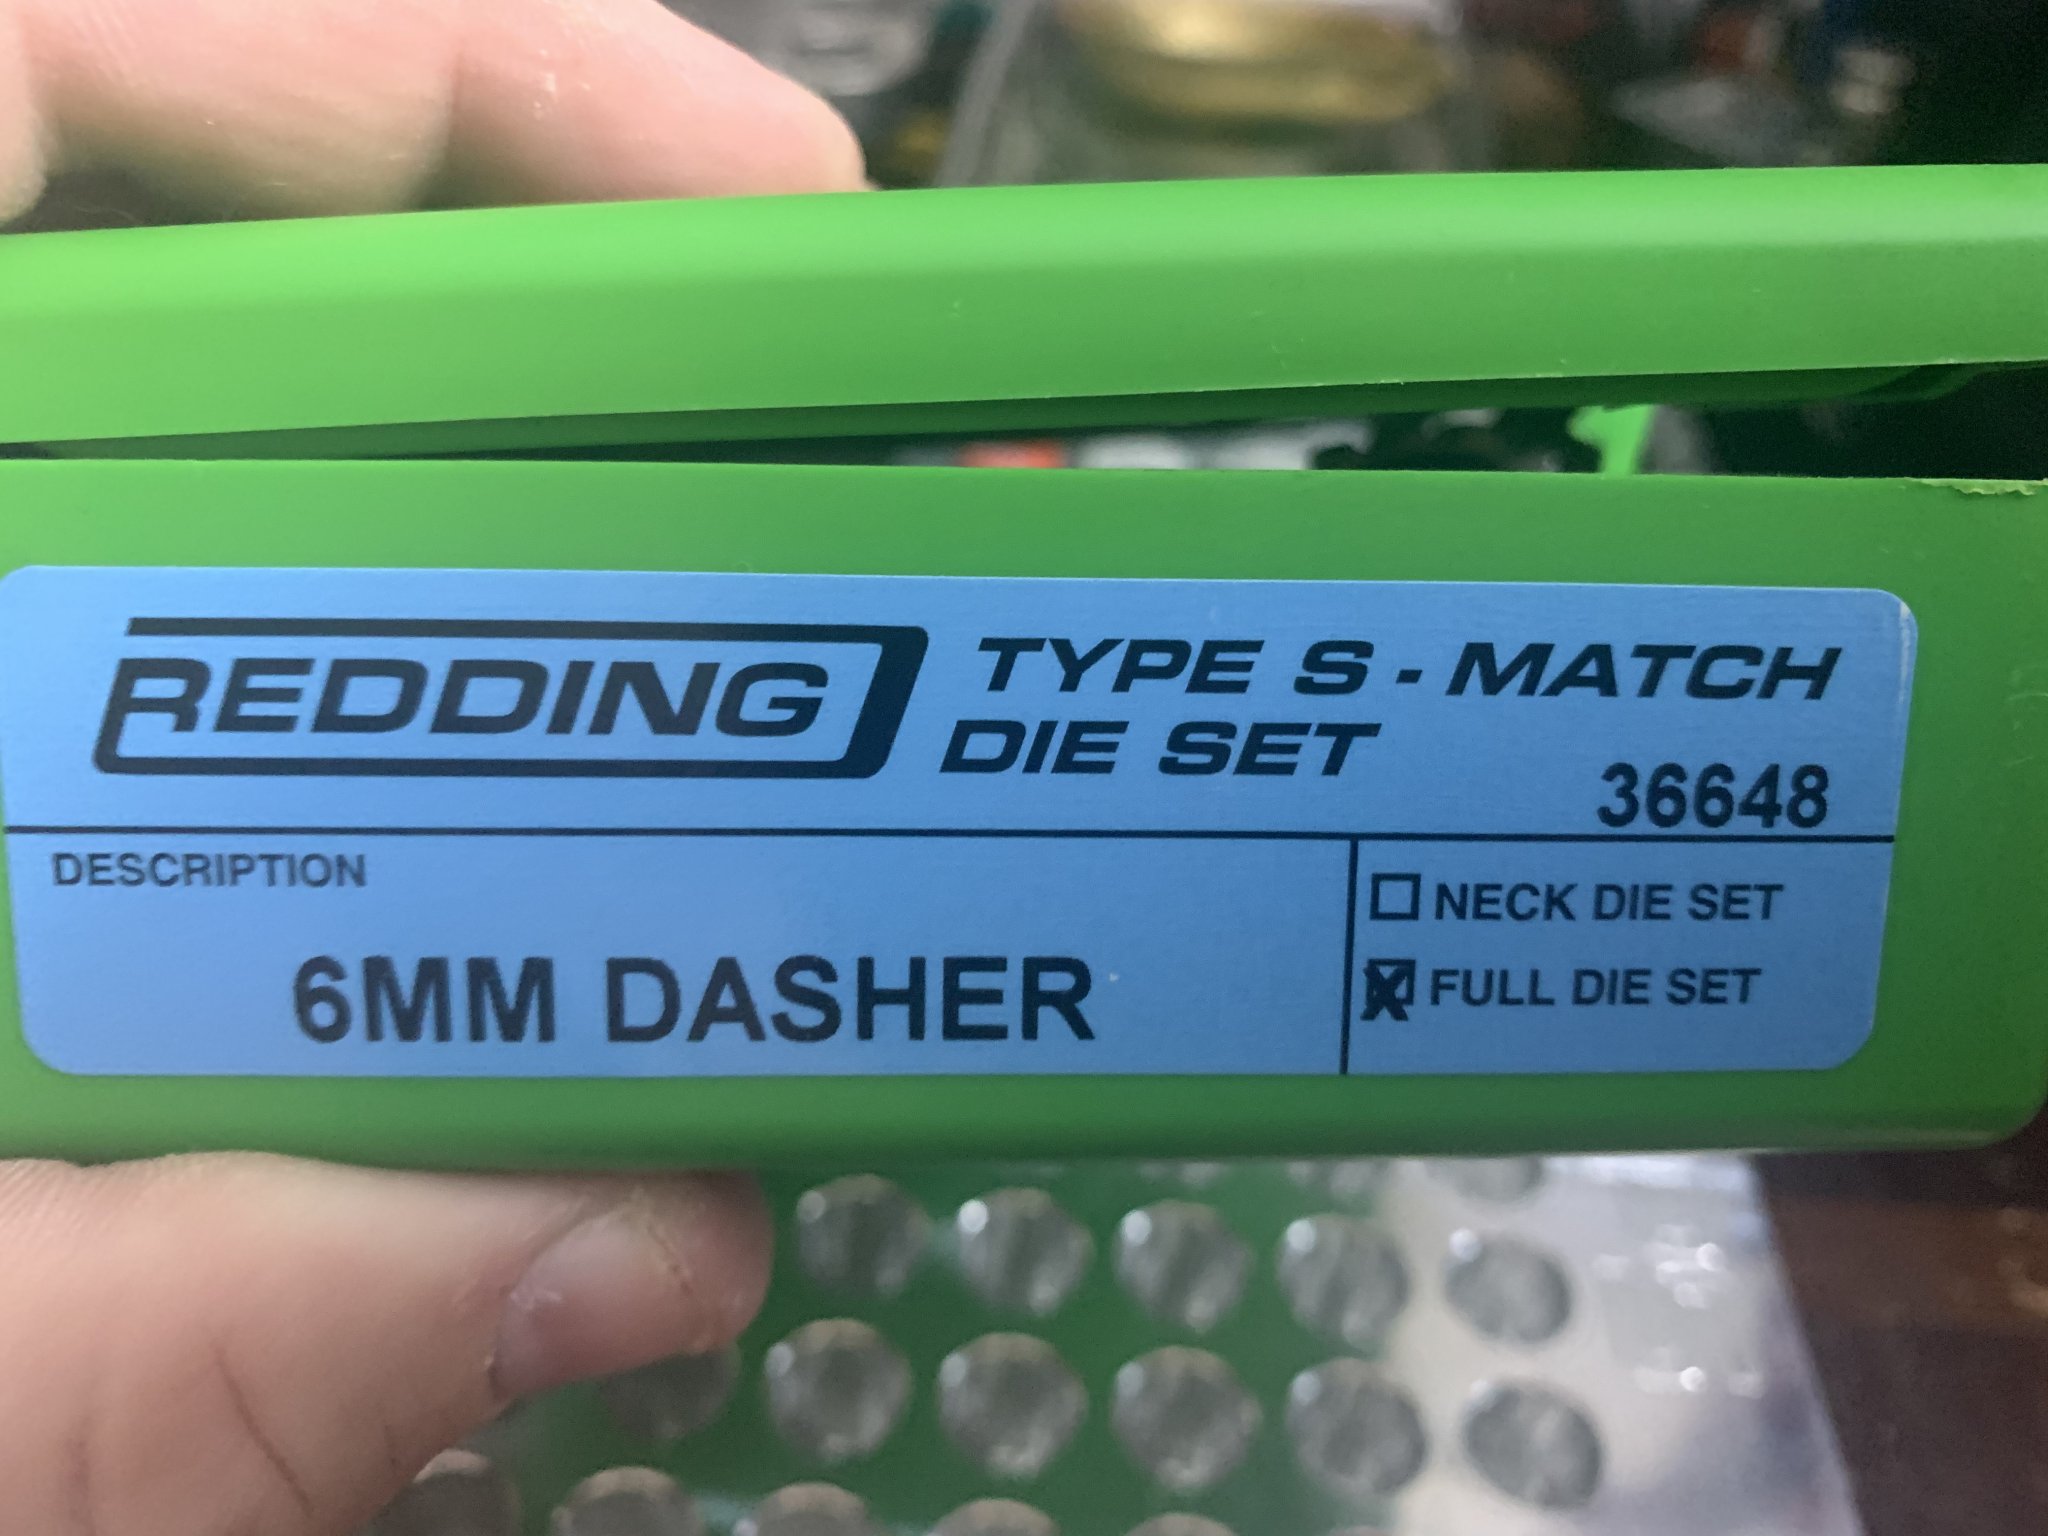 REDDING
TYPE S - MATCH
DIE SET
36648
DESCRIPTION
6MM DASHER
NECK DIE SET
FULL DIE SET